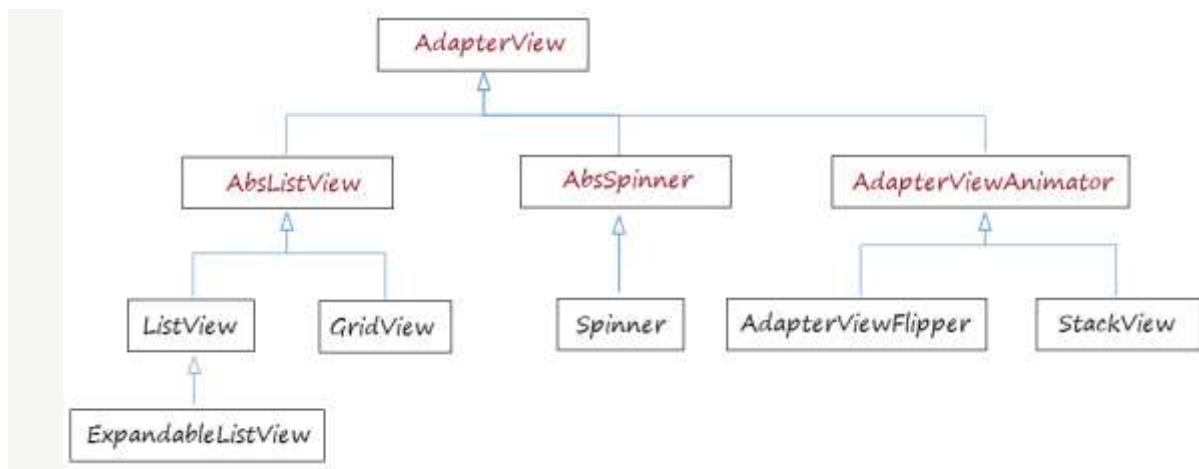 AdapterView
AbsListView
AbsSpinner
AdapterViewAnimator
ListView
GridView
Spinner
AdapterViewFlipper
StackView
ExpandableListView